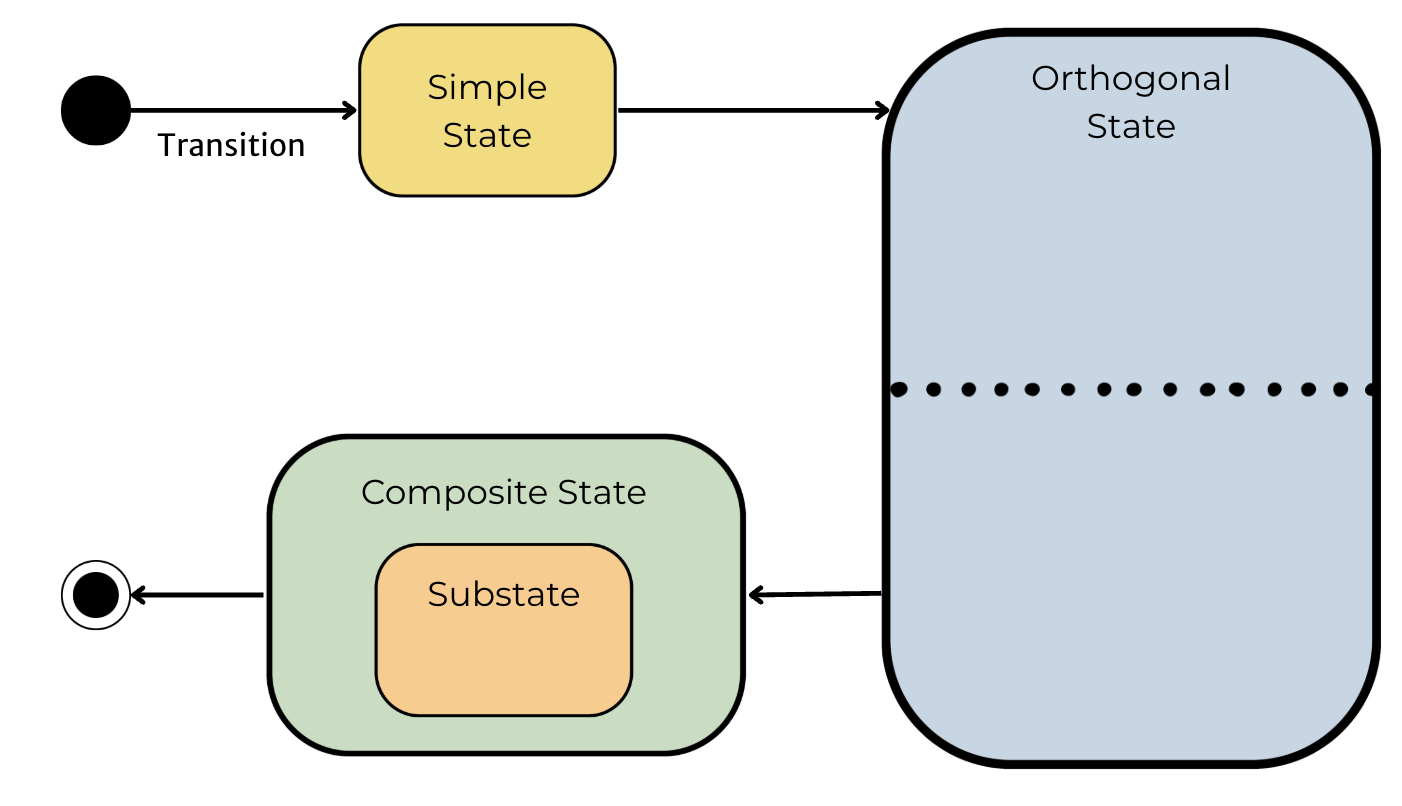 Transition
Simple
State
Orthogonal
State
Composite State
Substate